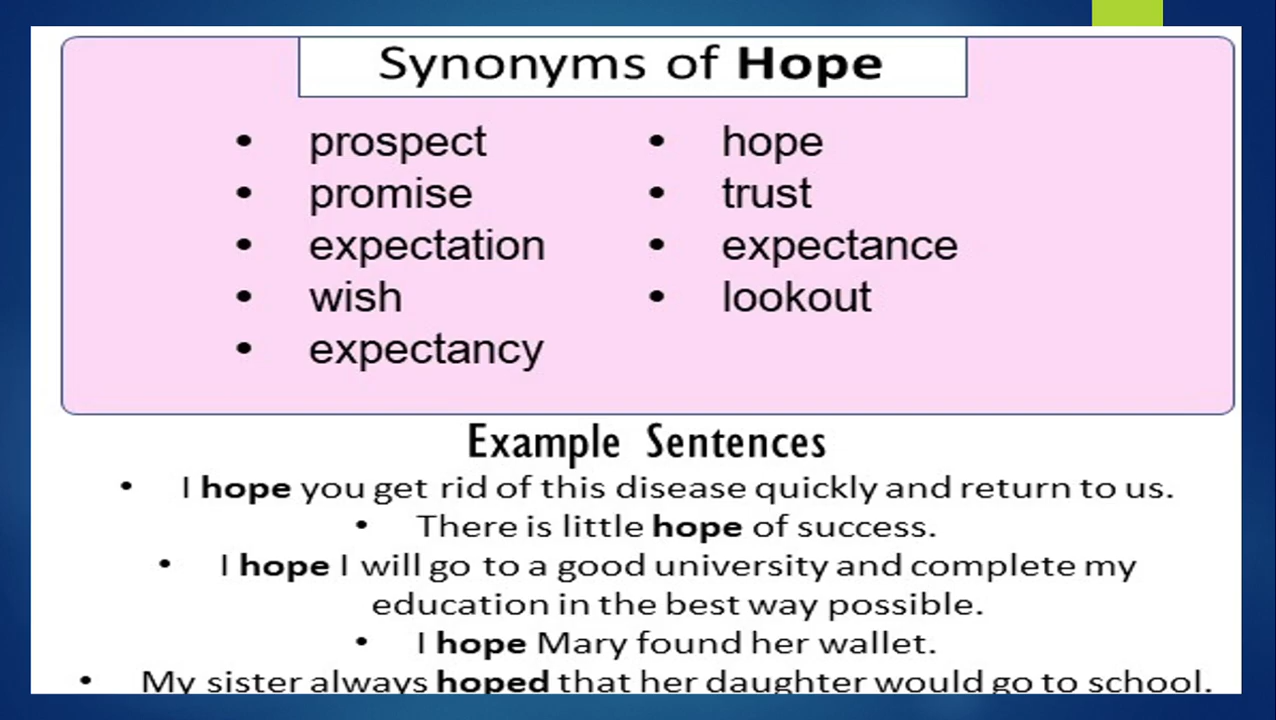 Synonyms of Hope
• prospect
• promise
• expectation
• wish
• expectancy
• hope
• trust
• expectance
• lookout
Example Sentences
• I hope you get rid of this disease quickly and return to us.
• There is little hope of success.
• I hope I will go to a good university and complete my
education in the best way possible.
• I hope Mary found her wallet.
• My sister always hoped that her daughter would go to school.